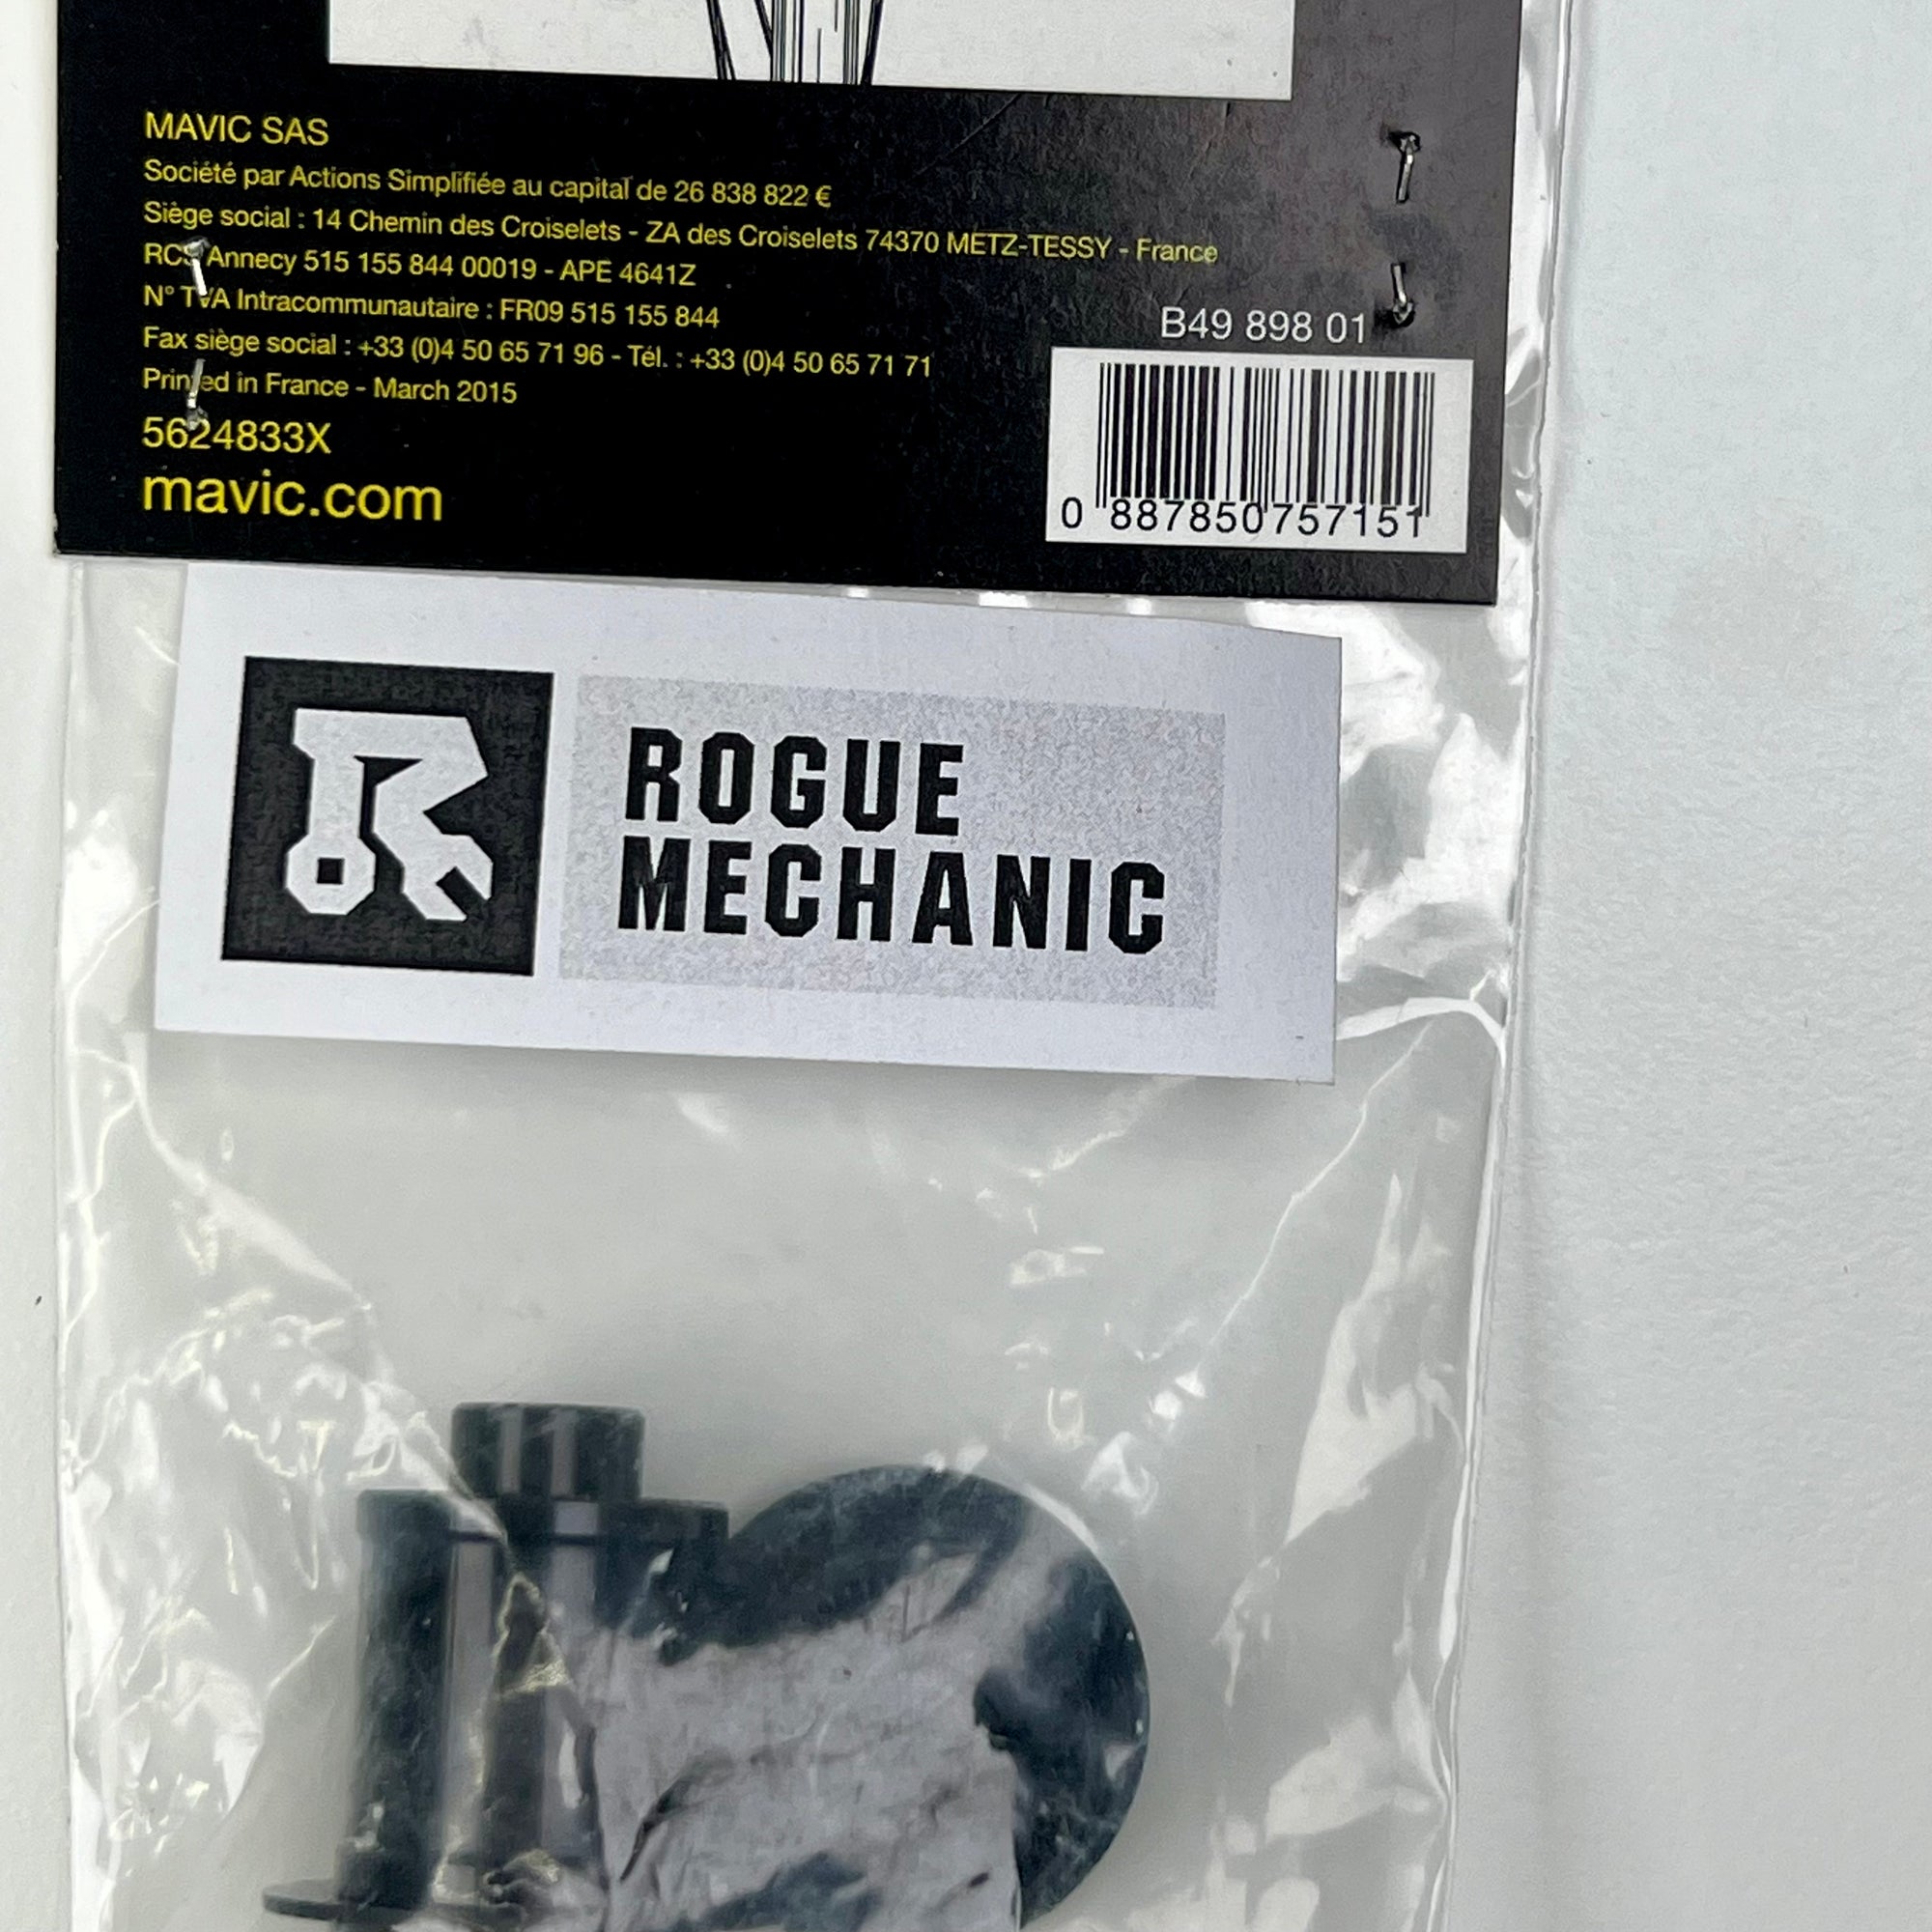 MAVIC SAS
Société par Actions Simplifiée au capital de 26 838 822 €
Siège social : 14 Chemin des Croiselets - ZA des Croiselets 74370 METZ-TESSY - France
RCS Annecy 515 155 844 00019 - APE 4641Z
N° TVA Intracommunautaire : FR09 515 155 844
Fax siège social : +33 (0)4 50 65 71 96 - Tél. : +33 (0)4 50 65 71 71
Printed in France - March 2015
5624833X
mavic.com
B49 898 01
0 887850 757151
ROGUE
MECHANIC